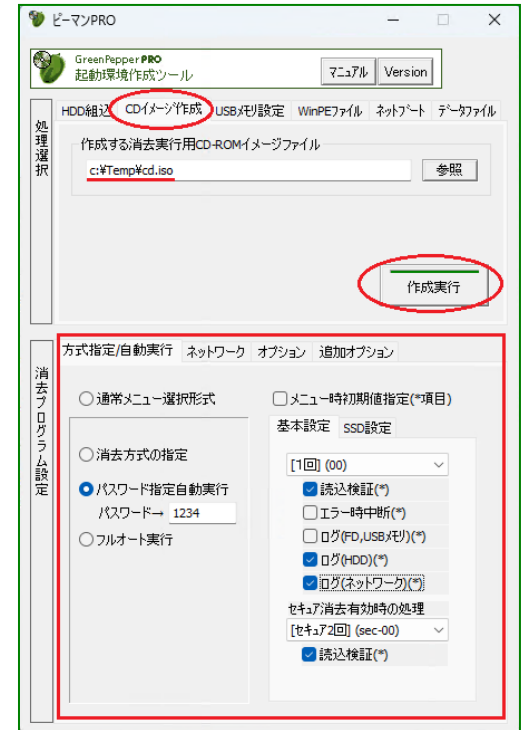 ピーマンPRO
GreenPepper PRO
起動環境作成ツール
マニュアル Version
処理選択
HDD組込 CDイメージ作成 USBメモリ設定 WinPEファイル ネットブート データファイル
作成する消去実行用CD-ROMイメージファイル
c:¥Temp¥cd.iso 参照
作成実行
消去プログラム設定
方式指定/自動実行 ネットワーク オプション 追加オプション
通常メニュー選択形式
消去方式の指定
パスワード指定自動実行
パスワード→ 1234
フルオート実行
メニュー時初期値指定(*項目)
基本設定 SSD設定
[1回] (00)
読込検証(*)
エラー時中断(*)
ログ(FD,USBメモリ)(*)
ログ(HDD)(*)
ログ(ネットワーク)(*)
セキュア消去有効時の処理
[セキュア2回] (sec-00)
読込検証(*)